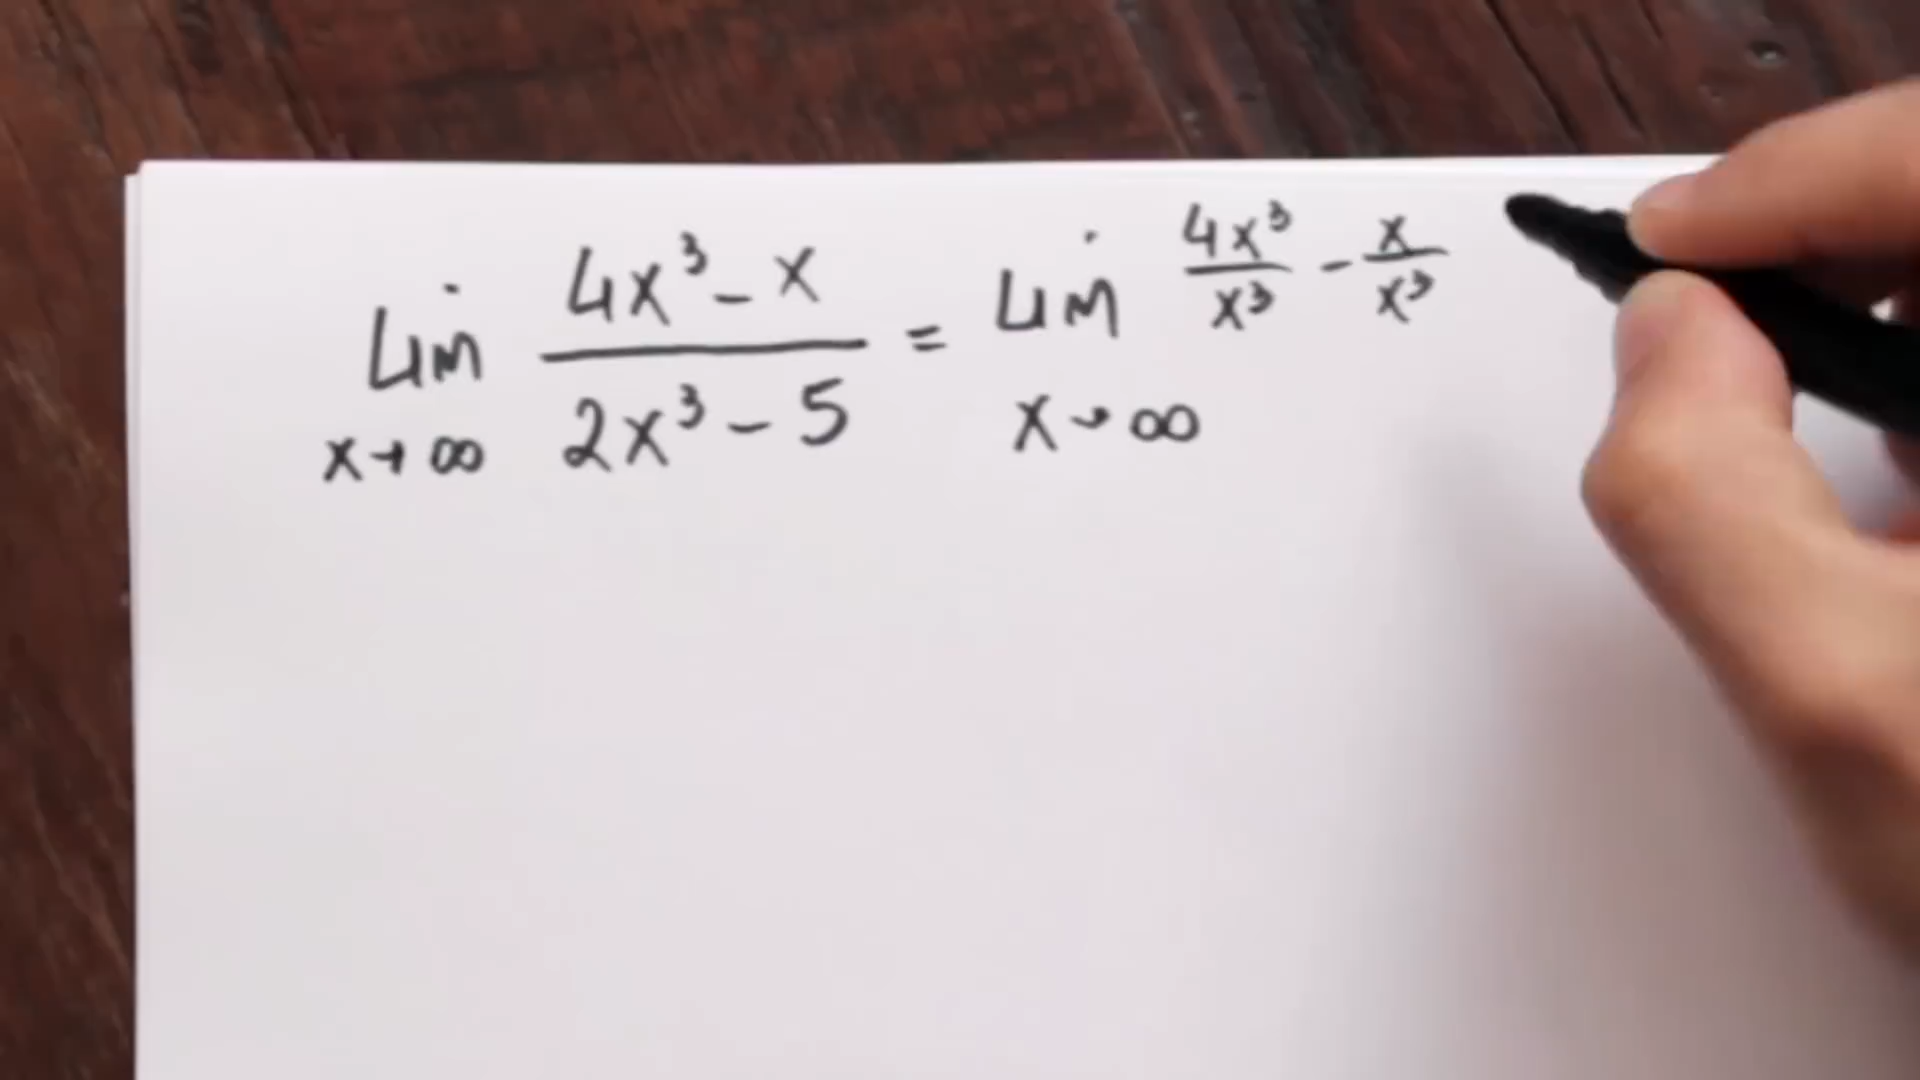 Lim 4x³ - x / 2x³ - 5 = Lim 4x³/x³ - x/x³
x→∞ x→∞